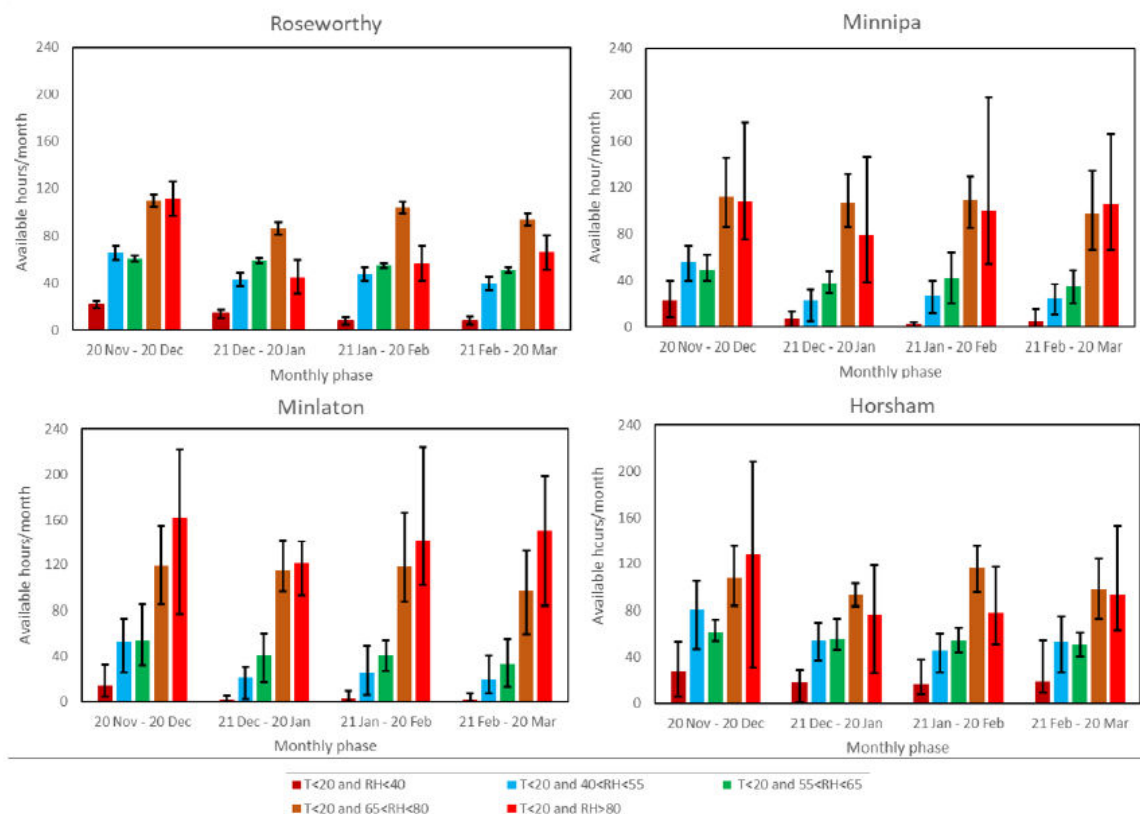 Roseworthy
Available hours/month
240
200
160
120
80
40
0
20 Nov - 20 Dec 21 Dec - 20 Jan 21 Jan - 20 Feb 21 Feb - 20 Mar
Monthly phase
Minnipa
Available hour/month
240
200
160
120
80
40
0
20 Nov - 20 Dec 21 Dec - 20 Jan 21 Jan - 20 Feb 21 Feb - 20 Mar
Monthly phase
Minlaton
Available hours/month
240
200
160
120
80
40
0
20 Nov - 20 Dec 21 Dec - 20 Jan 21 Jan - 20 Feb 21 Feb - 20 Mar
Monthly phase
Horsham
Available hours/month
240
200
160
120
80
40
0
20 Nov - 20 Dec 21 Dec - 20 Jan 21 Jan - 20 Feb 21 Feb - 20 Mar
Monthly phase
T<20 and RH<40 T<20 and 40<RH<55 T<20 and 55<RH<65
T<20 and 65<RH<80 T<20 and RH>80